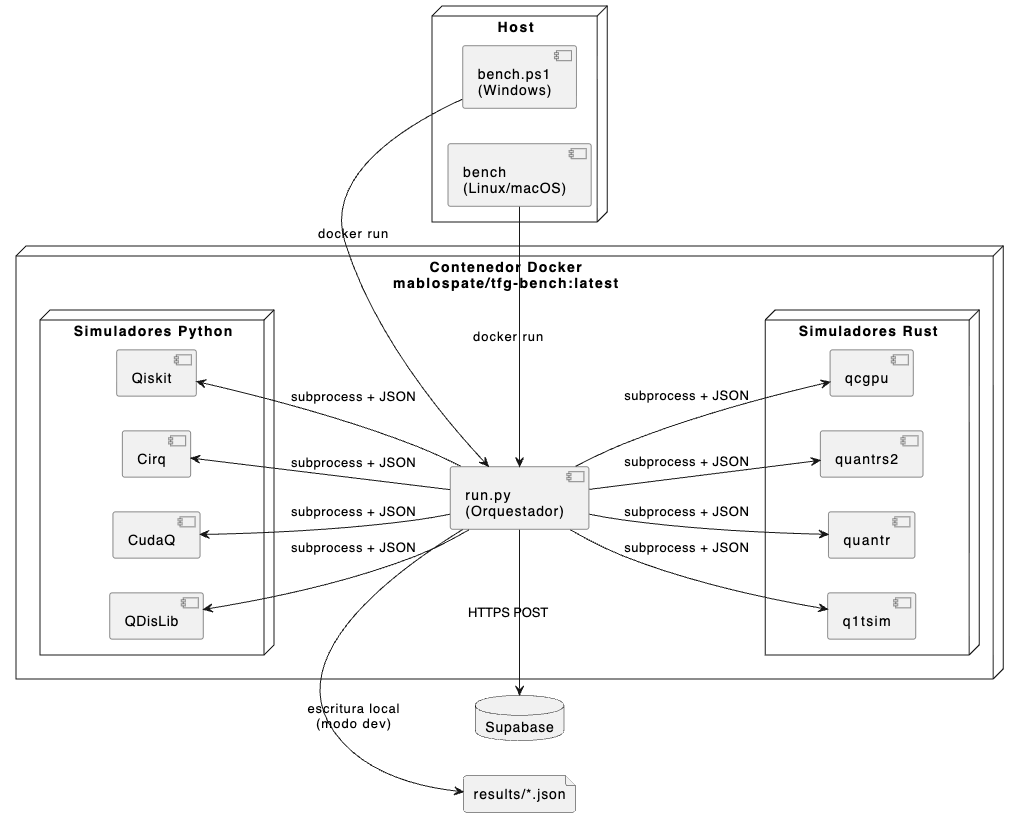 Host
bench.ps1
(Windows)
bench
(Linux/macOS)
docker run
Contenedor Docker
mablospate/tfg-bench:latest
Simuladores Python
Simuladores Rust
docker run
Qiskit
subprocess + JSON
subprocess + JSON
qcgpu
Cirq
subprocess + JSON
subprocess + JSON
quantrs2
run.py
(Orquestador)
CudaQ
subprocess + JSON
subprocess + JSON
quantr
subprocess + JSON
subprocess + JSON
QDisLib
HTTPS POST
q1tsim
escritura local
(modo dev)
Supabase
results/*.json